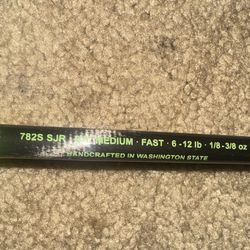 782S SJR · MEDIUM · FAST · 6 - 12 lb · 1/8 -3/8 oz
HANDCRAFTED IN WASHINGTON STATE